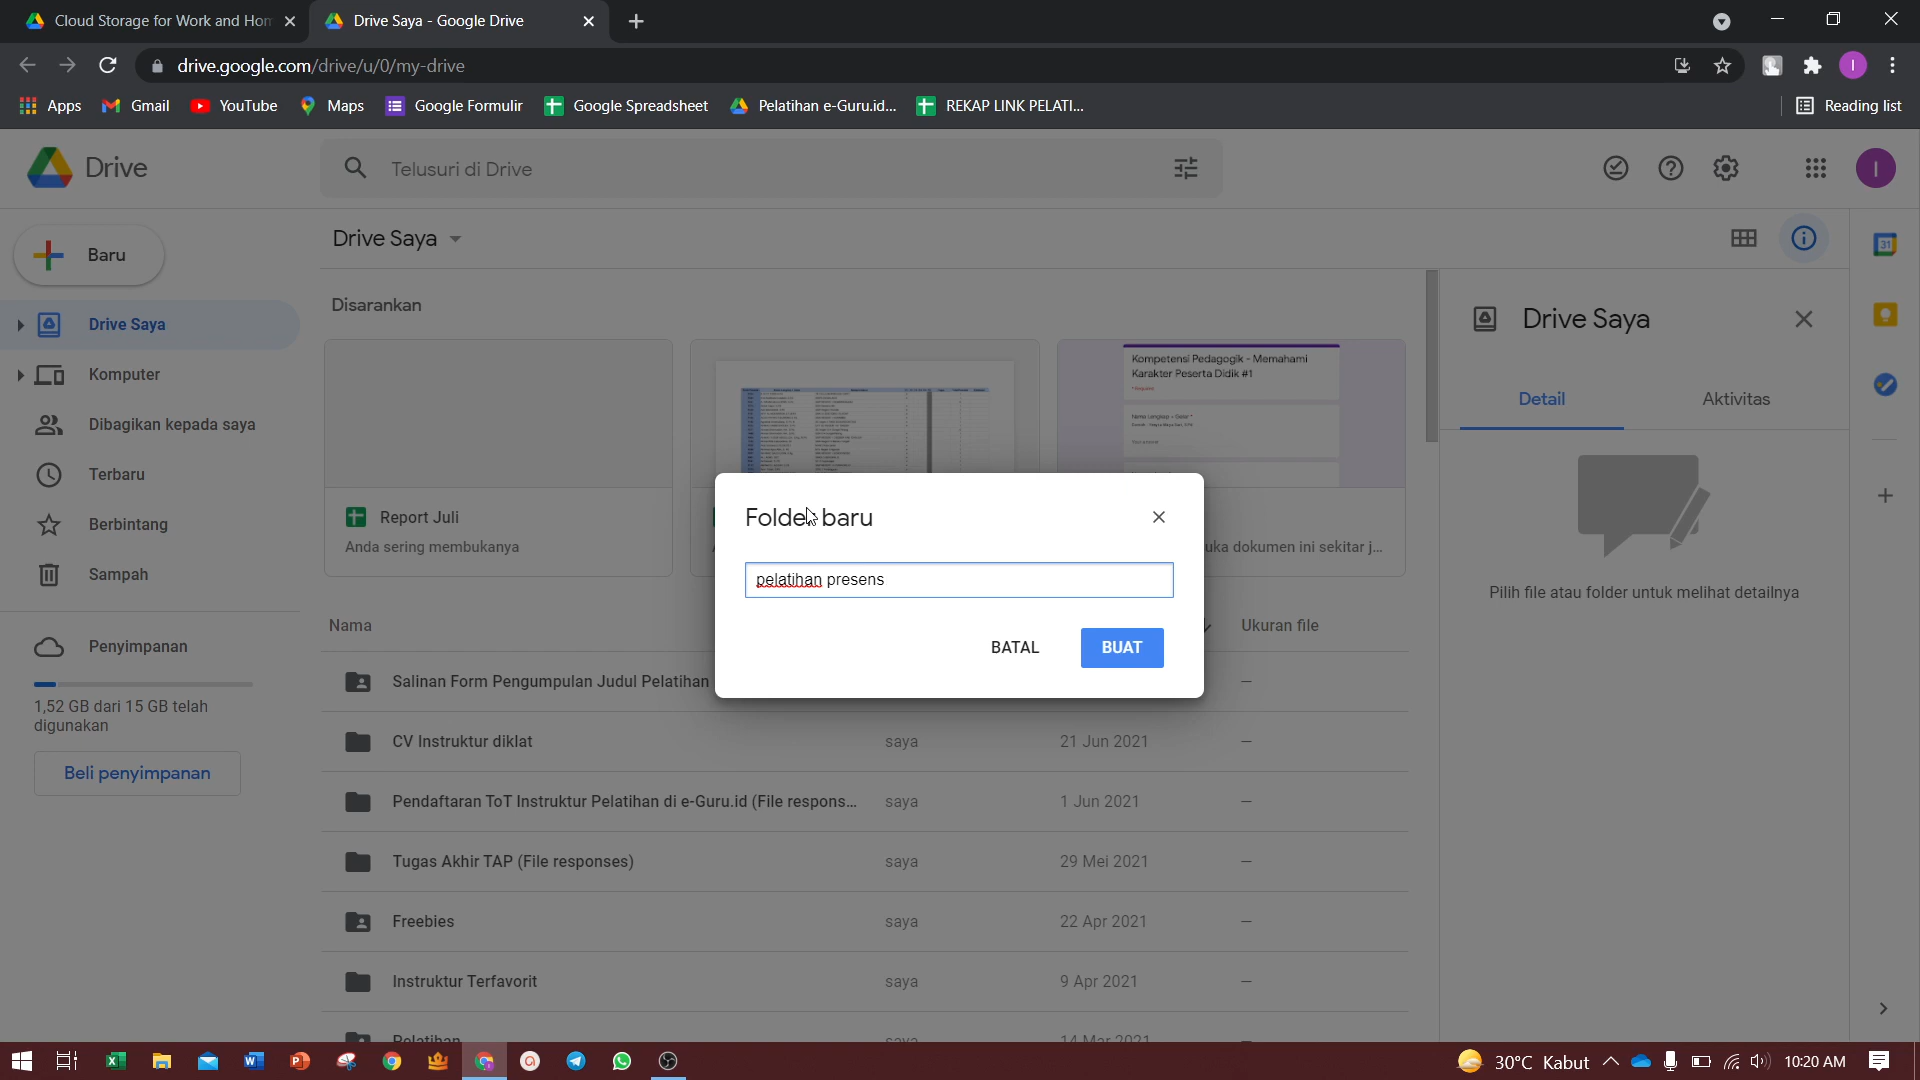 Cloud Storage for Work and Hom
Drive Saya - Google Drive
drive.google.com/drive/u/0/my-drive
Apps
Gmail
YouTube
Maps
Google Formulir
Google Spreadsheet
Pelatihan e-Guru.id...
REKAP LINK PELATI...
Reading list
I
Drive
Telusuri di Drive
I
Baru
Drive Saya
Drive Saya
Komputer
Dibagikan kepada saya
Terbaru
Berbintang
Sampah
Penyimpanan
1,52 GB dari 15 GB telah
digunakan
Beli penyimpanan
Disarankan
Kompetensi Pedagogik - Memahami
Karakter Peserta Didik #1
Report Juli
Anda sering membukanya
uka dokumen ini sekitar j...
Folder baru
pelatihan presens
BATAL
BUAT
Nama
Ukuran file
Salinan Form Pengumpulan Judul Pelatihan
–
CV Instruktur diklat
saya
21 Jun 2021
–
Pendaftaran ToT Instruktur Pelatihan di e-Guru.id (File respons...
saya
1 Jun 2021
–
Tugas Akhir TAP (File responses)
saya
29 Mei 2021
–
Freebies
saya
22 Apr 2021
–
Instruktur Terfavorit
saya
9 Apr 2021
–
Pelatihan
saya
14 Mar 2021
Drive Saya
Detail
Aktivitas
Pilih file atau folder untuk melihat detailnya
31
30°C Kabut
10:20 AM